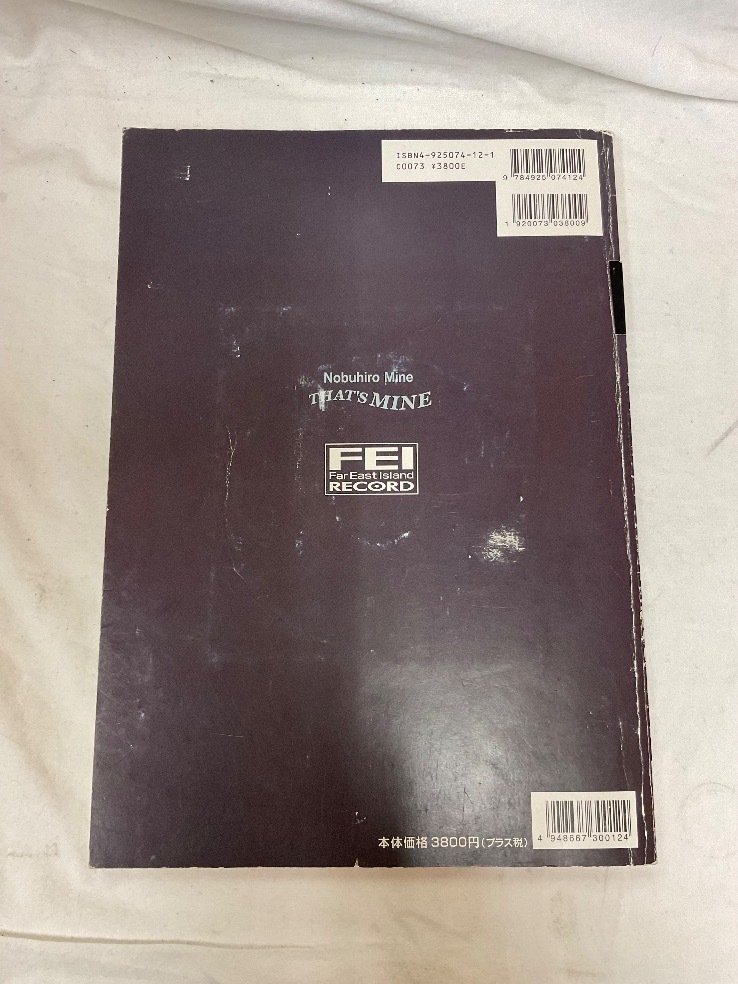 ISBN4-925074-12-1
C0073 ¥3800E
9 784925 074124
1 920073 038009
Nobuhiro Mine
THAT'S MINE
FEI
Far East Island
RECORD
本体価格3800円(プラス税)
4 948667 300124